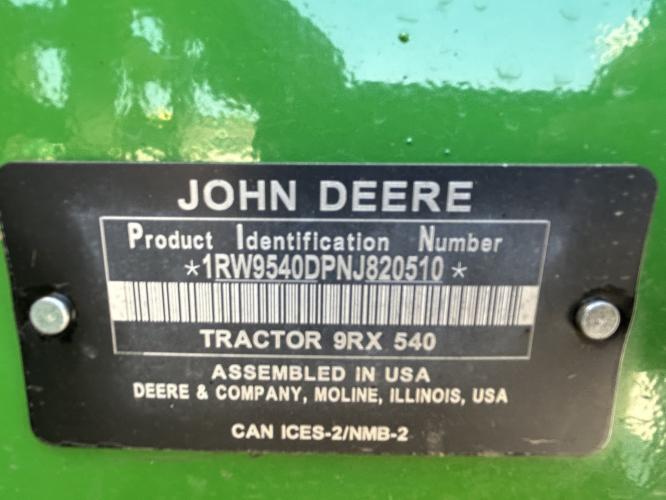 JOHN DEERE
Product Identification Number
*1RW9540DPNJ820510*
TRACTOR 9RX 540
ASSEMBLED IN USA
DEERE & COMPANY, MOLINE, ILLINOIS, USA
CAN ICES-2/NMB-2